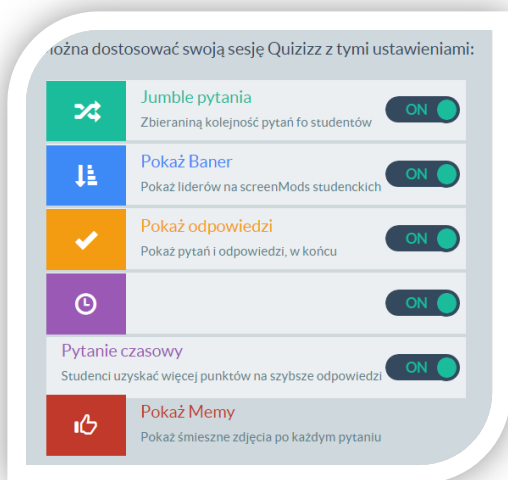 ożna dostosować swoją sesję Quizizz z tymi ustawieniami:
Jumble pytania
Zbieraniną kolejność pytań fo studentów
ON
Pokaż Baner
Pokaż liderów na screenMods studenckich
ON
Pokaż odpowiedzi
Pokaż pytań i odpowiedzi, w końcu
ON
ON
Pytanie czasowy
Studenci uzyskać więcej punktów na szybsze odpowiedzi
ON
Pokaż Memy
Pokaż śmieszne zdjęcia po każdym pytaniu